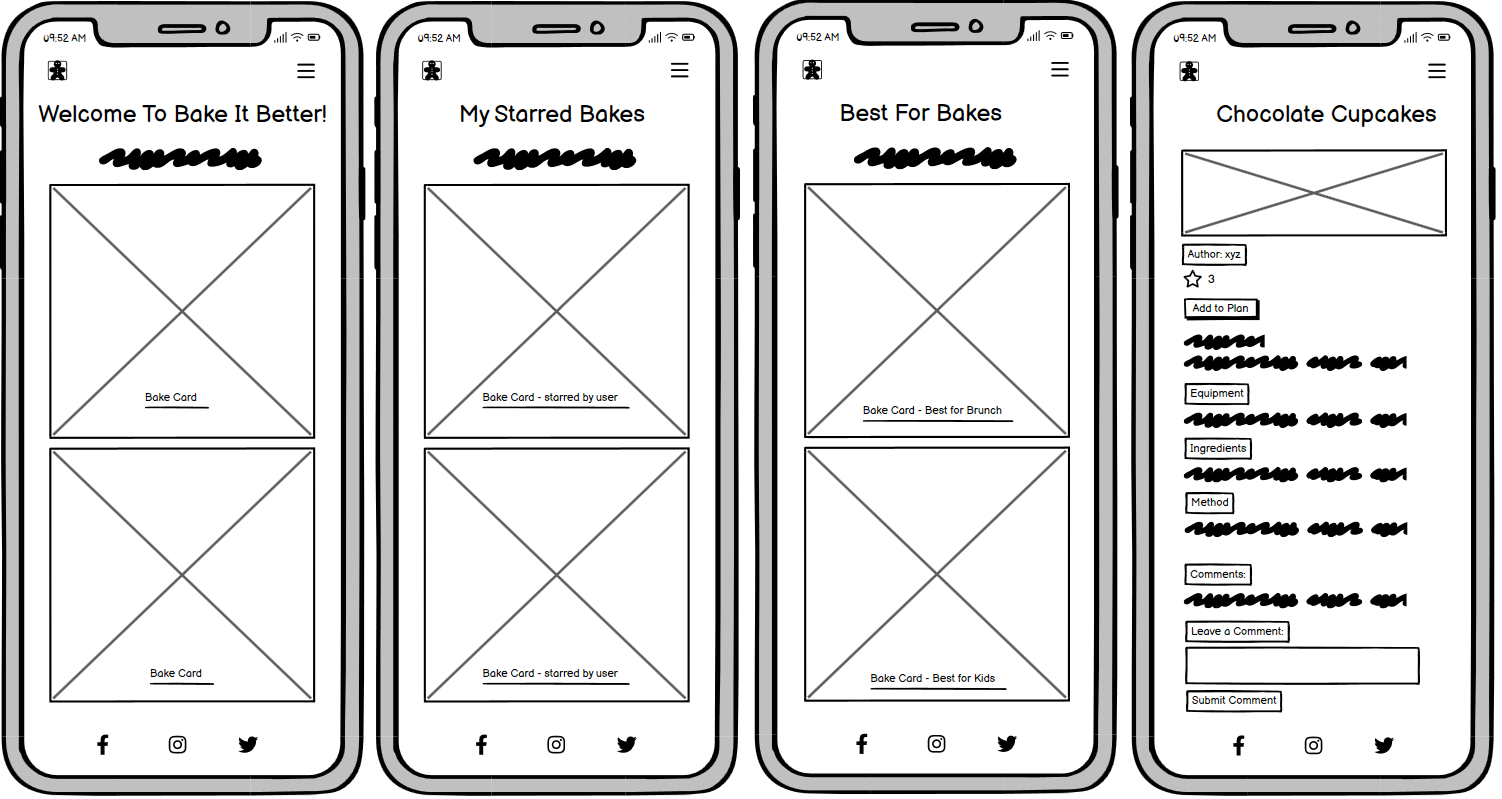 09:52 AM
Welcome To Bake It Better!
Bake Card
Bake Card
09:52 AM
My Starred Bakes
Bake Card - starred by user
Bake Card - starred by user
09:52 AM
Best For Bakes
Bake Card - Best for Brunch
Bake Card - Best for Kids
09:52 AM
Chocolate Cupcakes
Author: xyz
3
Add to Plan
Equipment
Ingredients
Method
Comments:
Leave a Comment:
Submit Comment